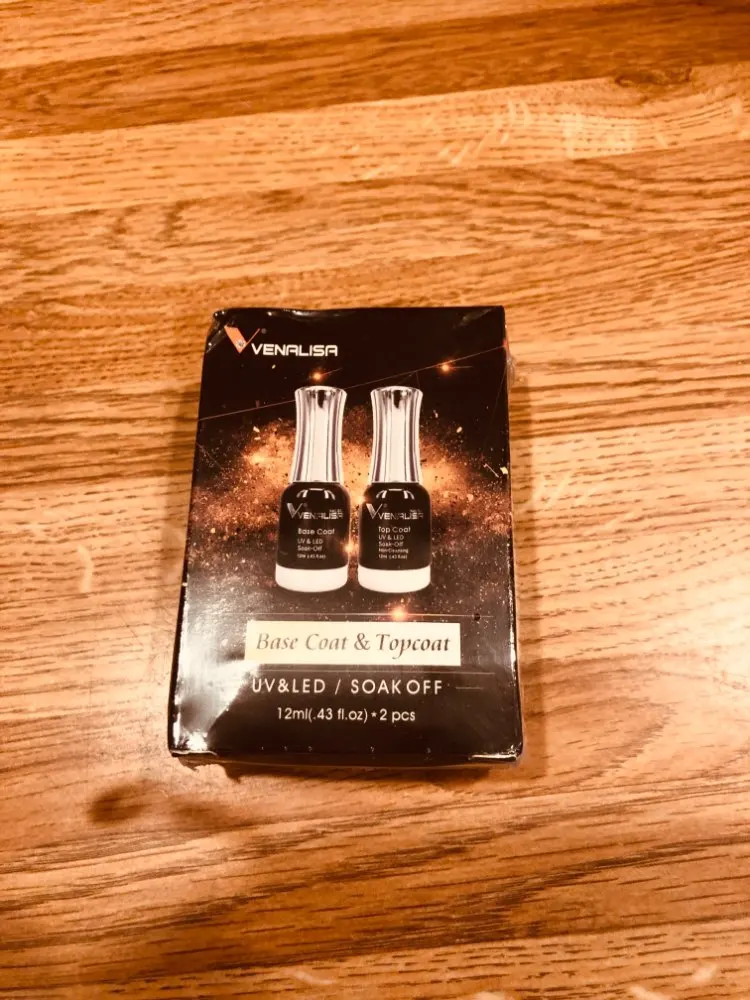 VENALISA
VENALISA
Base Coat
UV & LED
Soak-Off
VENALISA
Top Coat
UV & LED
Soak-Off
Base Coat & Topcoat
UV&LED / SOAK OFF
12ml(.43 fl.oz) * 2 pcs